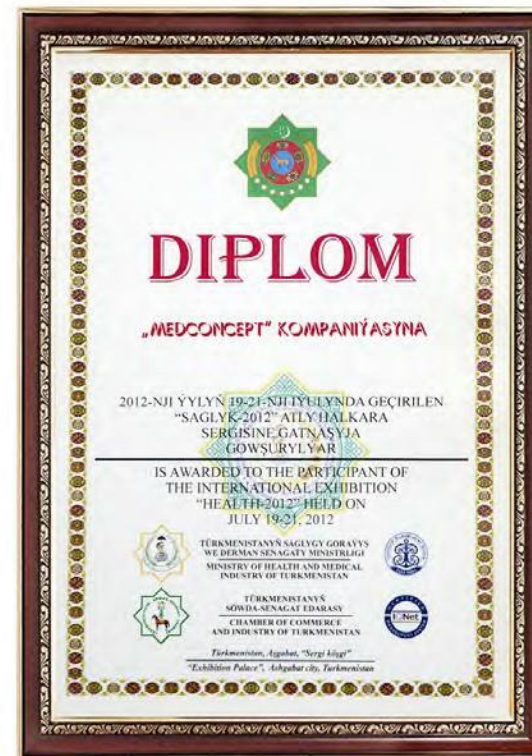 DIPLOM
„MEDCONCEPT” KOMPANIÝASYNA
2012-NJI ÝYLYŇ 19-21-NJI IÝULYNDA GEÇIRILEN
“SAGLYK-2012” ATLY HALKARA
SERGISINE GATNAŞYJA
GOWŞURYLÝAR
IS AWARDED TO THE PARTICIPANT OF
THE INTERNATIONAL EXHIBITION
“HEALTH-2012” HELD ON
JULY 19-21, 2012
TÜRKMENISTANYŇ SAGLYGY GORAÝYŞ
WE DERMAN SENAGATY MINISTRLIGI
MINISTRY OF HEALTH AND MEDICAL
INDUSTRY OF TURKMENISTAN
TÜRKMENISTANYŇ
SÖWDA-SENAGAT EDARASY
CHAMBER OF COMMERCE
AND INDUSTRY OF TURKMENISTAN
IQNet
Türkmenistan, Aşgabat, “Sergi köşgi”
“Exhibition Palace”, Ashgabat city, Turkmenistan